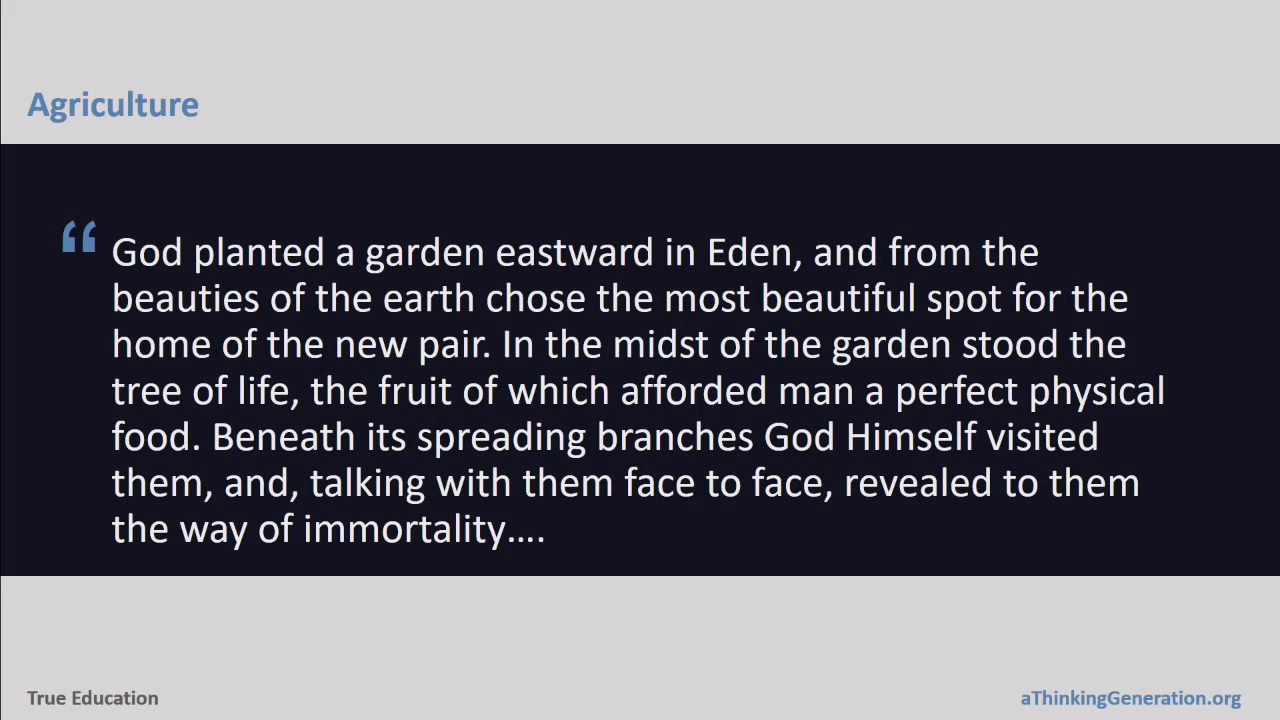 Agriculture
“ God planted a garden eastward in Eden, and from the
beauties of the earth chose the most beautiful spot for the
home of the new pair. In the midst of the garden stood the
tree of life, the fruit of which afforded man a perfect physical
food. Beneath its spreading branches God Himself visited
them, and, talking with them face to face, revealed to them
the way of immortality….
True Education
aThinkingGeneration.org